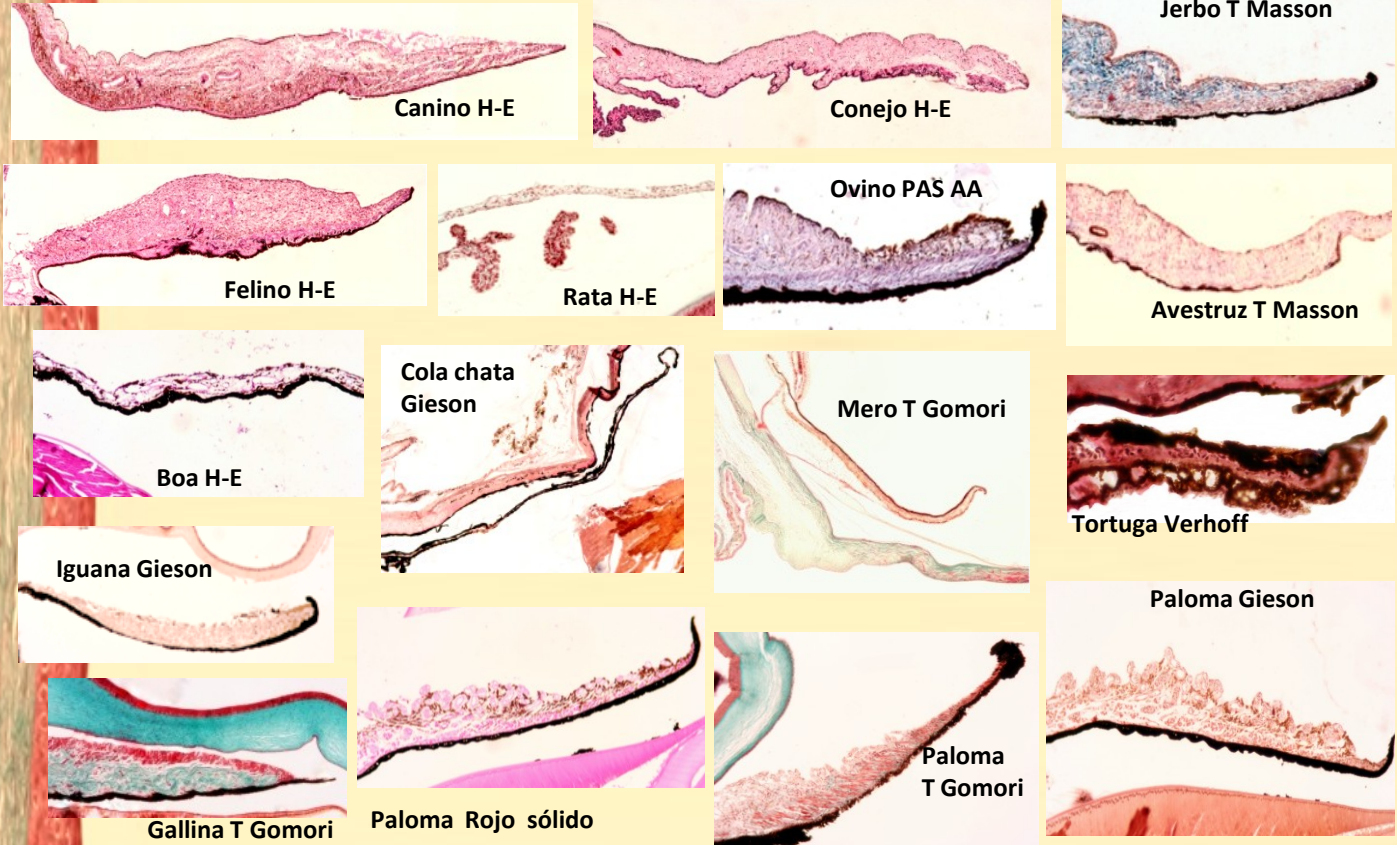 Jerbo T Masson
Canino H-E
Conejo H-E
Ovino PAS AA
Felino H-E
Rata H-E
Avestruz T Masson
Cola chata
Gieson
Mero T Gomori
Boa H-E
Tortuga Verhoff
Iguana Gieson
Paloma Gieson
Paloma
T Gomori
Gallina T Gomori
Paloma Rojo sólido